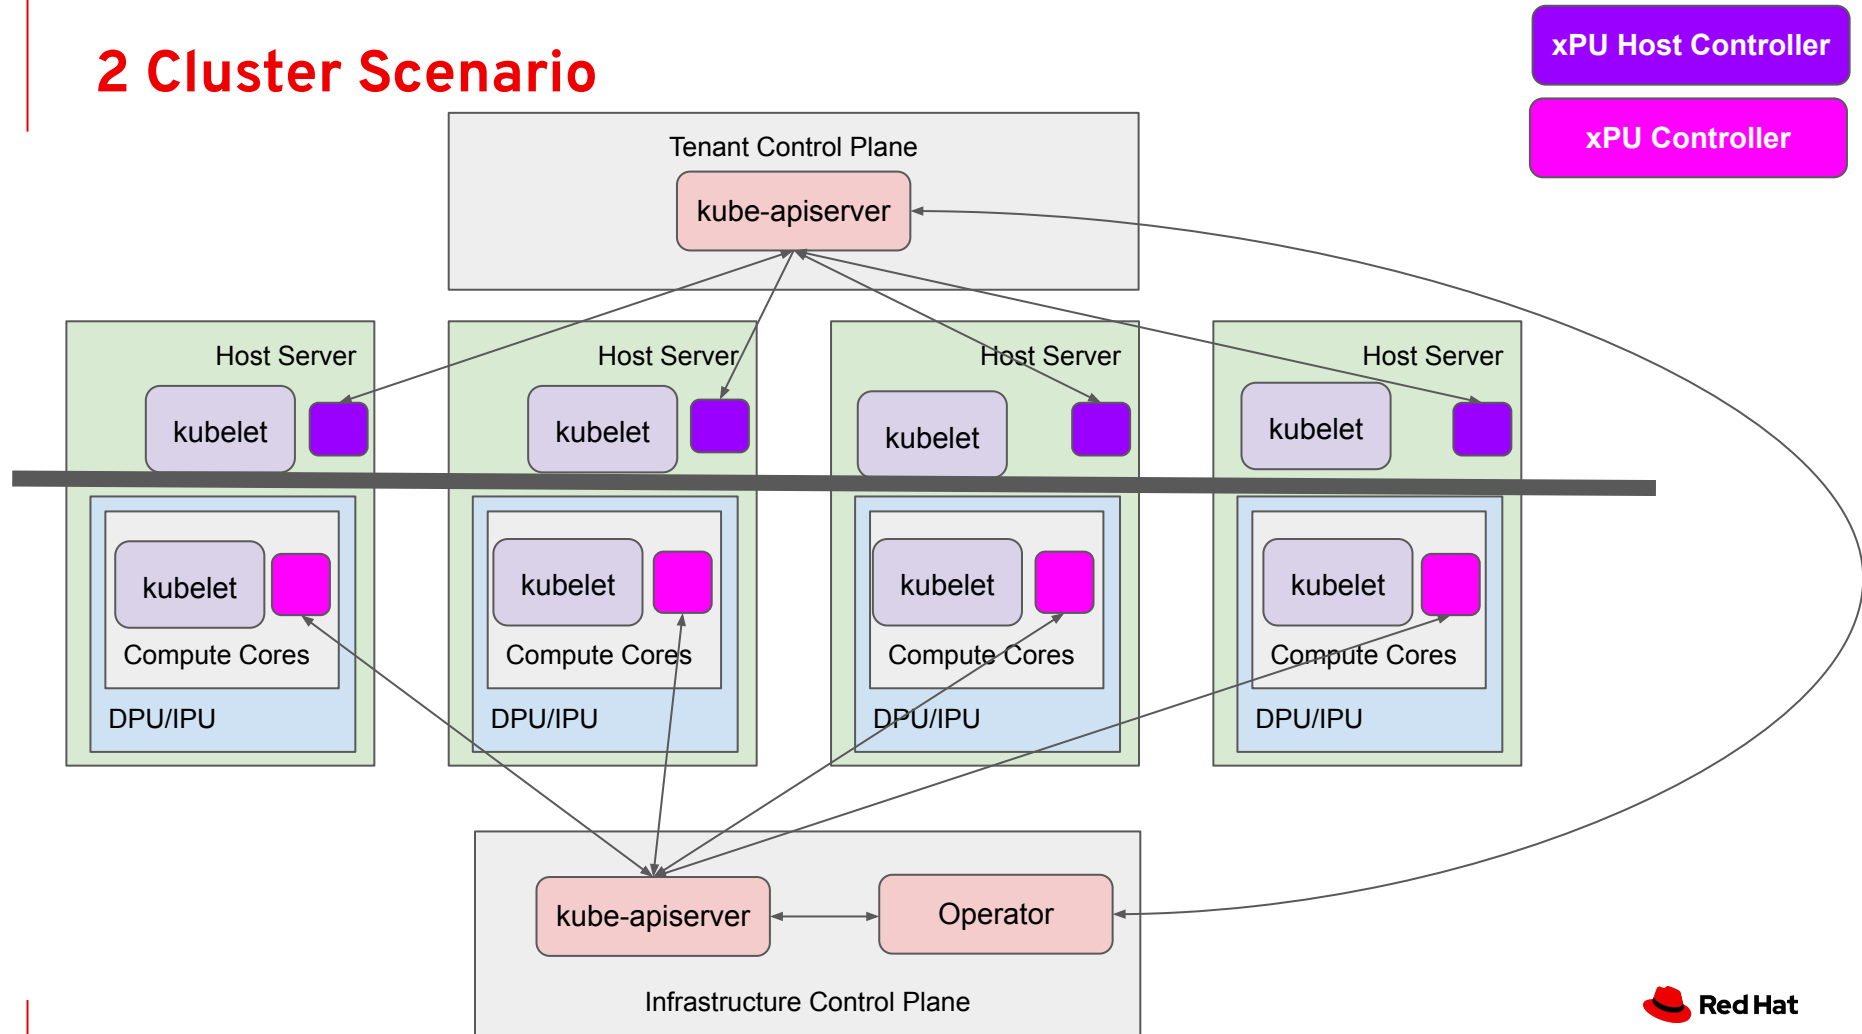 2 Cluster Scenario
xPU Host Controller
xPU Controller
Tenant Control Plane
kube-apiserver
Host Server
Host Server
Host Server
Host Server
kubelet
kubelet
kubelet
kubelet
kubelet
kubelet
kubelet
kubelet
Compute Cores
Compute Cores
Compute Cores
Compute Cores
DPU/IPU
DPU/IPU
DPU/IPU
DPU/IPU
kube-apiserver
Operator
Infrastructure Control Plane
Red Hat